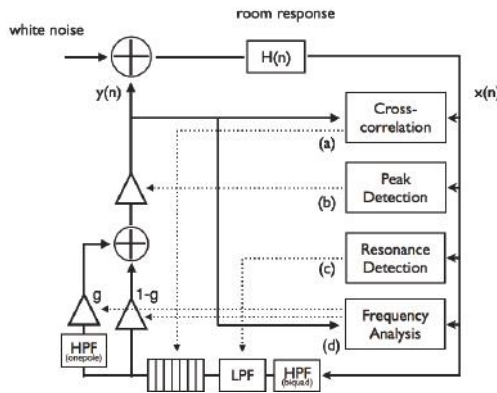 room response
white noise
H(n)
y(n)
x(n)
Cross-
correlation
(a)
Peak
Detection
(b)
Resonance
Detection
(c)
g
1-g
Frequency
Analysis
(d)
HPF
(onepole)
LPF
HPF
(biquad)